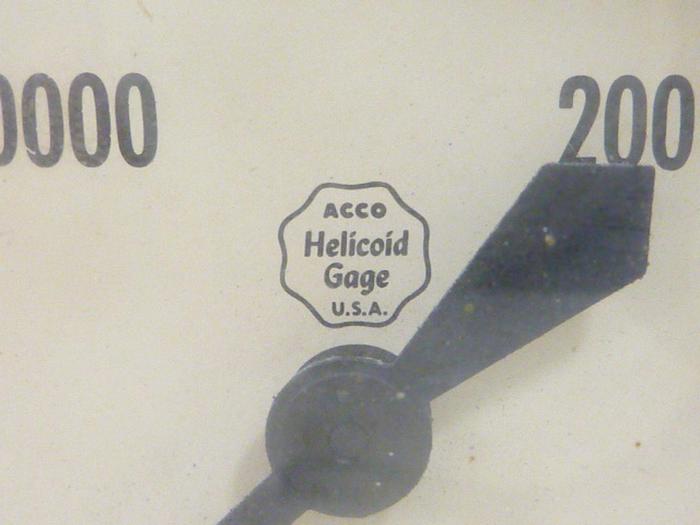 0000
200
ACCO
Helicoid
Gage
U.S.A.